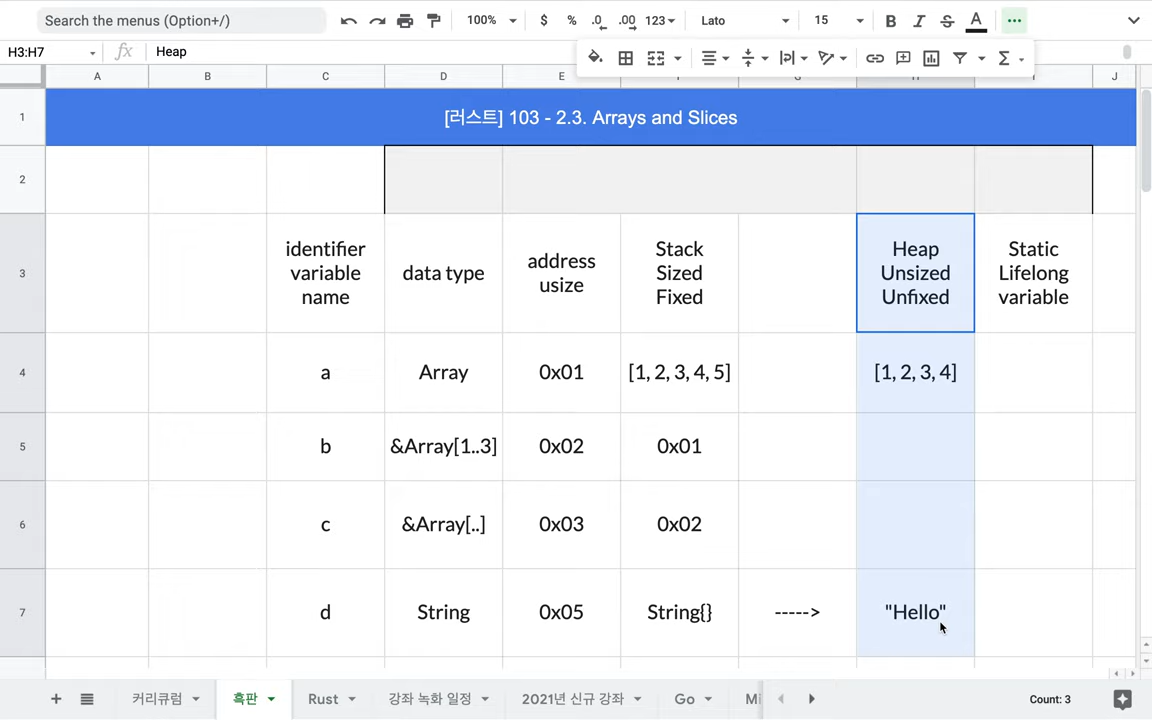 Search the menus (Option+/)
100%
$ % .0 .00 123
Lato
15
B I S A
H3:H7
fx
Heap
Σ
A B C D E F G H I J
1
[러스트] 103 - 2.3. Arrays and Slices
2
3
identifier
variable
name
data type
address
usize
Stack
Sized
Fixed
Heap
Unsized
Unfixed
Static
Lifelong
variable
4 a Array 0x01 [1, 2, 3, 4, 5] [1, 2, 3, 4]
5 b &Array[1..3] 0x02 0x01
6 c &Array[..] 0x03 0x02
7 d String 0x05 String{} -----> "Hello"
+ 커리큐럼 흑판 Rust 강좌 녹화 일정 2021년 신규 강좌 Go Mi
Count: 3